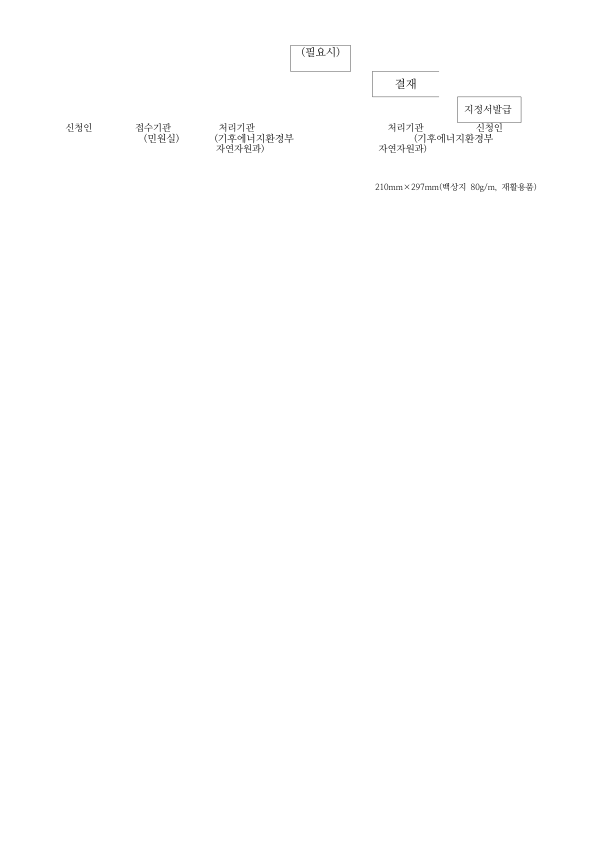 (필요시)
결재
지정서발급
신청인 접수기관 처리기관 처리기관 신청인
(민원실) (기후에너지환경부 (기후에너지환경부
자연자원과) 자연자원과)
210mm×297mm(백상지 80g/m, 재활용품)